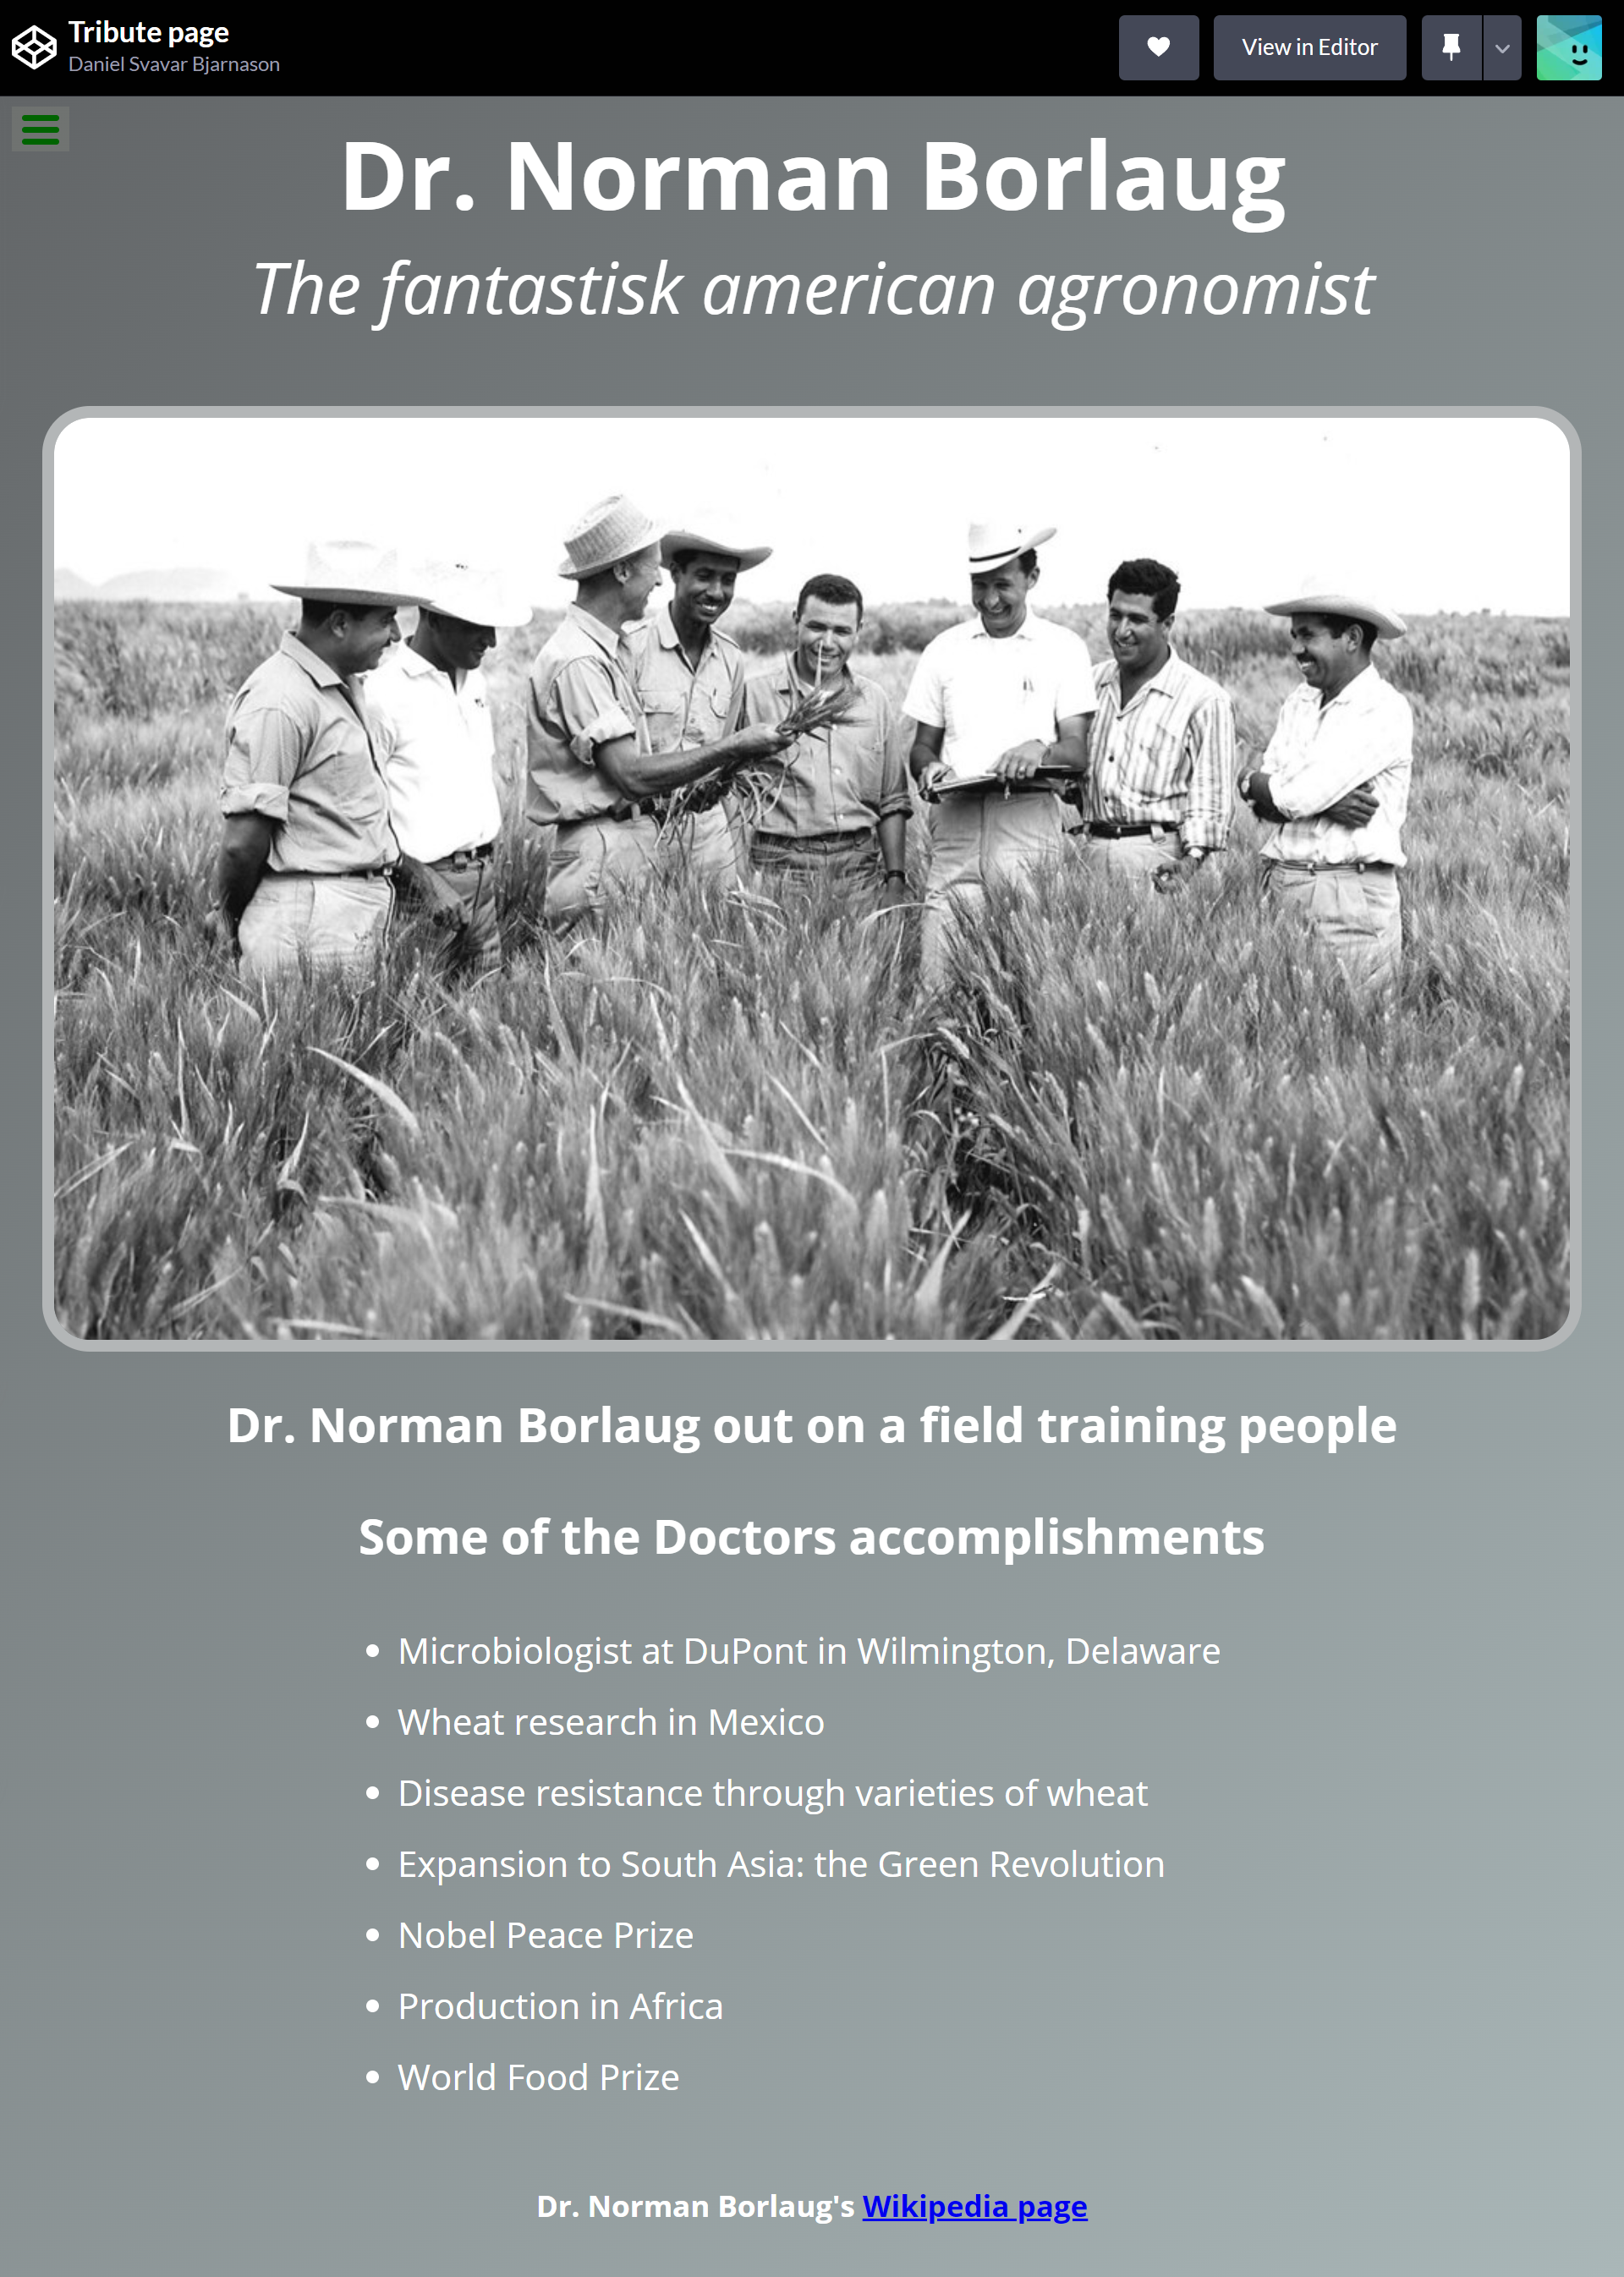 Tribute page
Daniel Svavar Bjarnason
View in Editor
Dr. Norman Borlaug
The fantastisk american agronomist
Dr. Norman Borlaug out on a field training people
Some of the Doctors accomplishments
Microbiologist at DuPont in Wilmington, Delaware
Wheat research in Mexico
Disease resistance through varieties of wheat
Expansion to South Asia: the Green Revolution
Nobel Peace Prize
Production in Africa
World Food Prize
Dr. Norman Borlaug's Wikipedia page